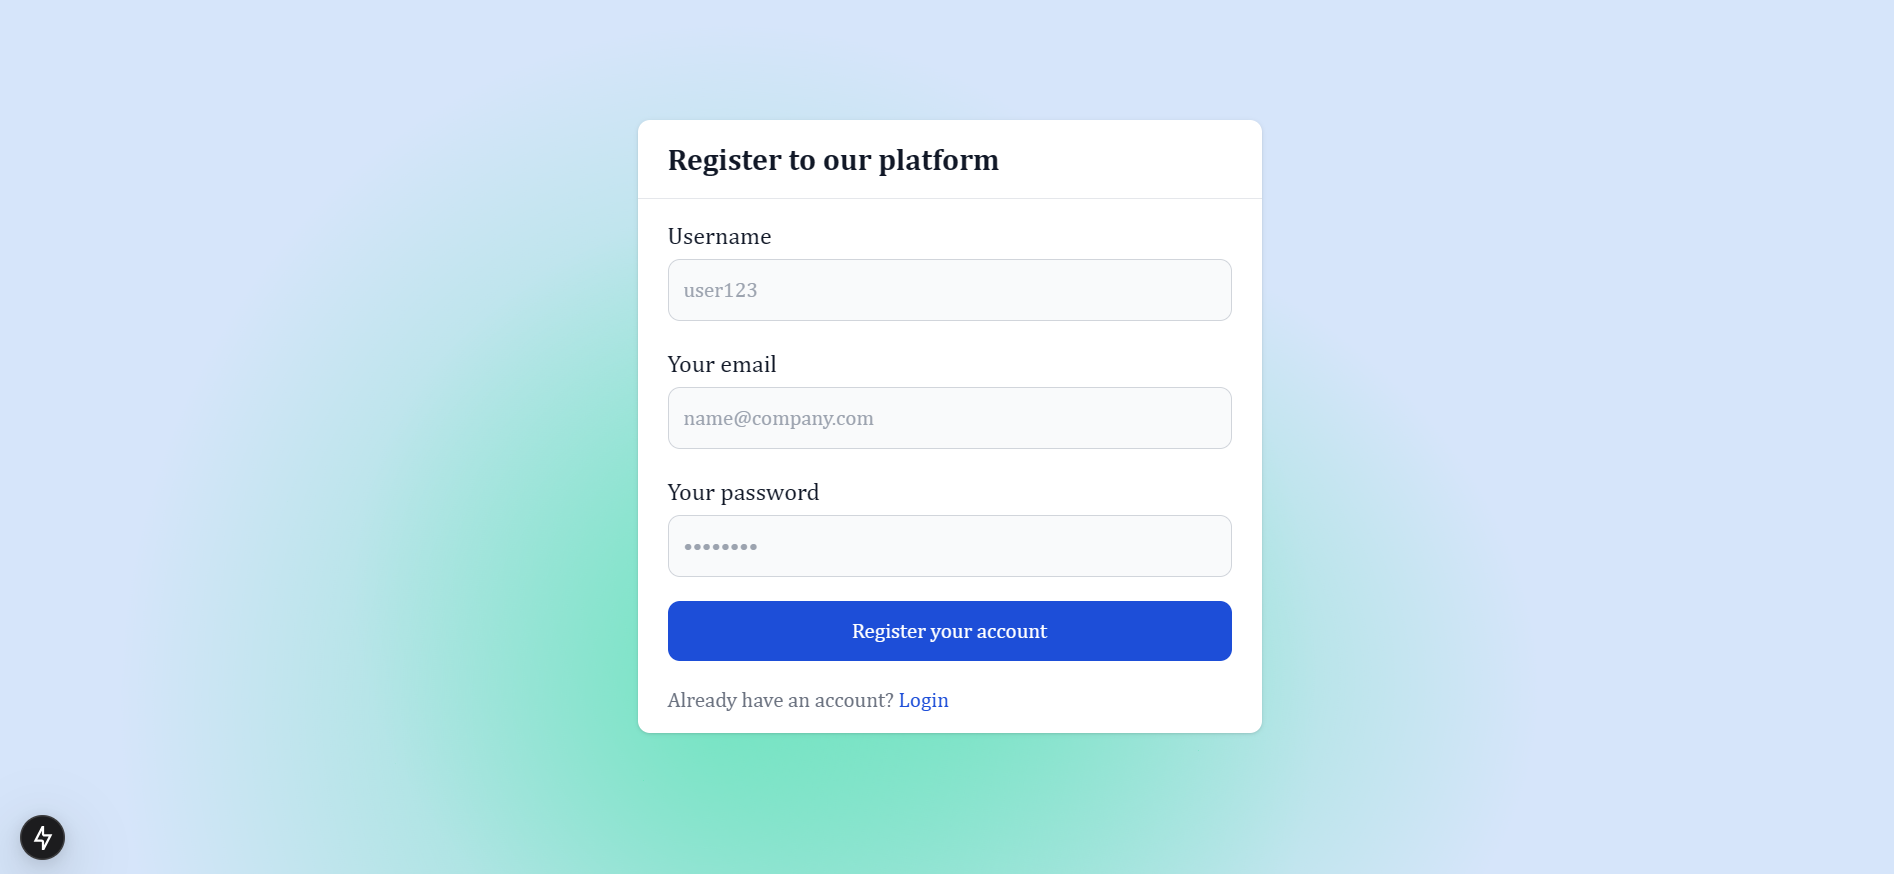 Register to our platform
Username
user123
Your email
name@company.com
Your password
••••••••
Register your account
Already have an account? Login